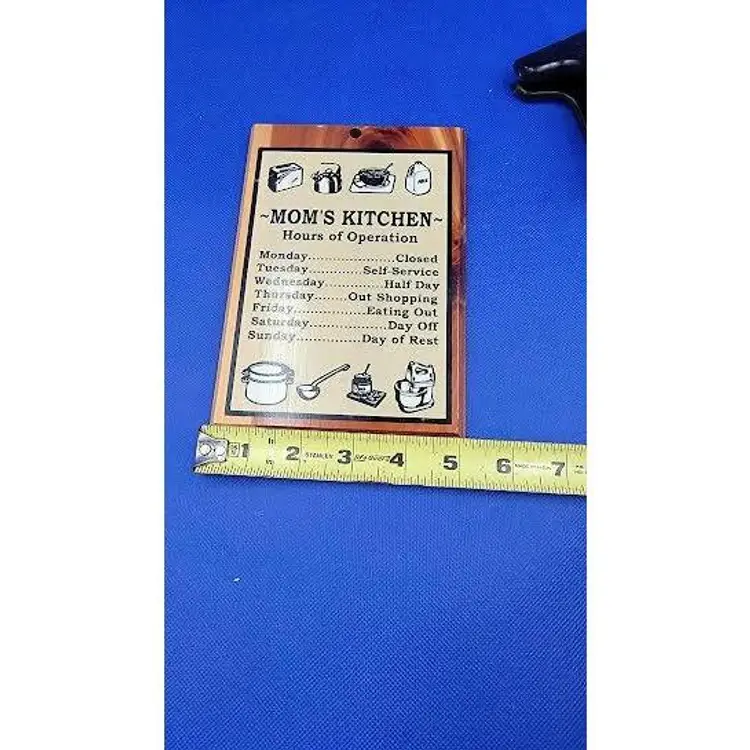 ~MOM'S KITCHEN~
Hours of Operation
Monday....................Closed
Tuesday............Self-Service
Wednesday..............Half Day
Thursday.......Out Shopping
Friday.................Eating Out
Saturday..................Day Off
Sunday...............Day of Rest
1 2 STANLEY 3 4 5 6 7